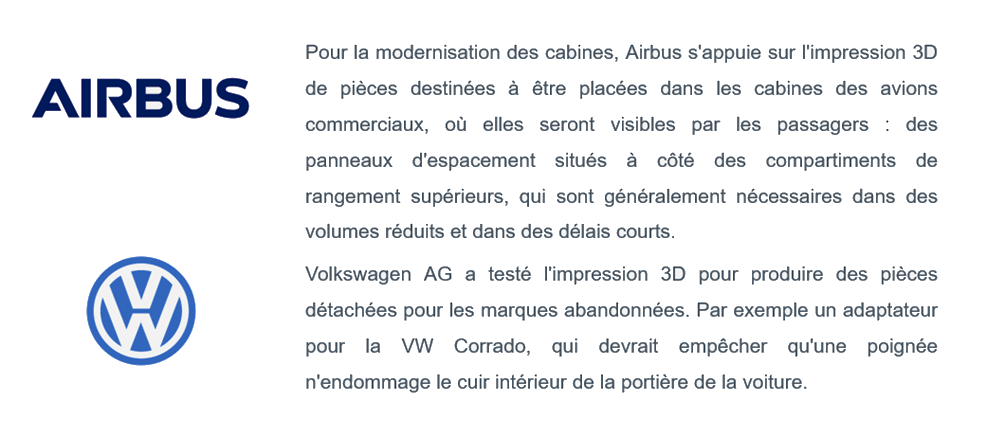 AIRBUS
Pour la modernisation des cabines, Airbus s'appuie sur l'impression 3D
de pièces destinées à être placées dans les cabines des avions
commerciaux, où elles seront visibles par les passagers : des
panneaux d'espacement situés à côté des compartiments de
rangement supérieurs, qui sont généralement nécessaires dans des
volumes réduits et dans des délais courts.
VW
Volkswagen AG a testé l'impression 3D pour produire des pièces
détachées pour les marques abandonnées. Par exemple un adaptateur
pour la VW Corrado, qui devrait empêcher qu'une poignée
n'endommage le cuir intérieur de la portière de la voiture.